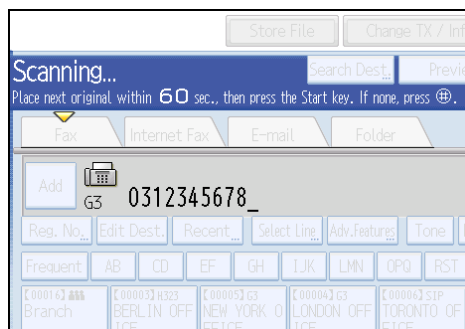 Store File Change TX / Inf
Scanning...
Search Dest. Previ
Place next original within 60 sec., then press the Start key. If none, press ⌗.
Fax Internet Fax E-mail Folder
Add G3 0312345678_
Reg. No. Edit Dest. Recent Select Line Adv.Features Tone
Frequent AB CD EF GH IJK LMN OPQ RST
[00016] [00003] H323 [00005] G3 [00004] G3 [00006] SIP
Branch BERLIN OFF NEW YORK O LONDON OFF TORONTO OF
ICE FFICE ICE FICE